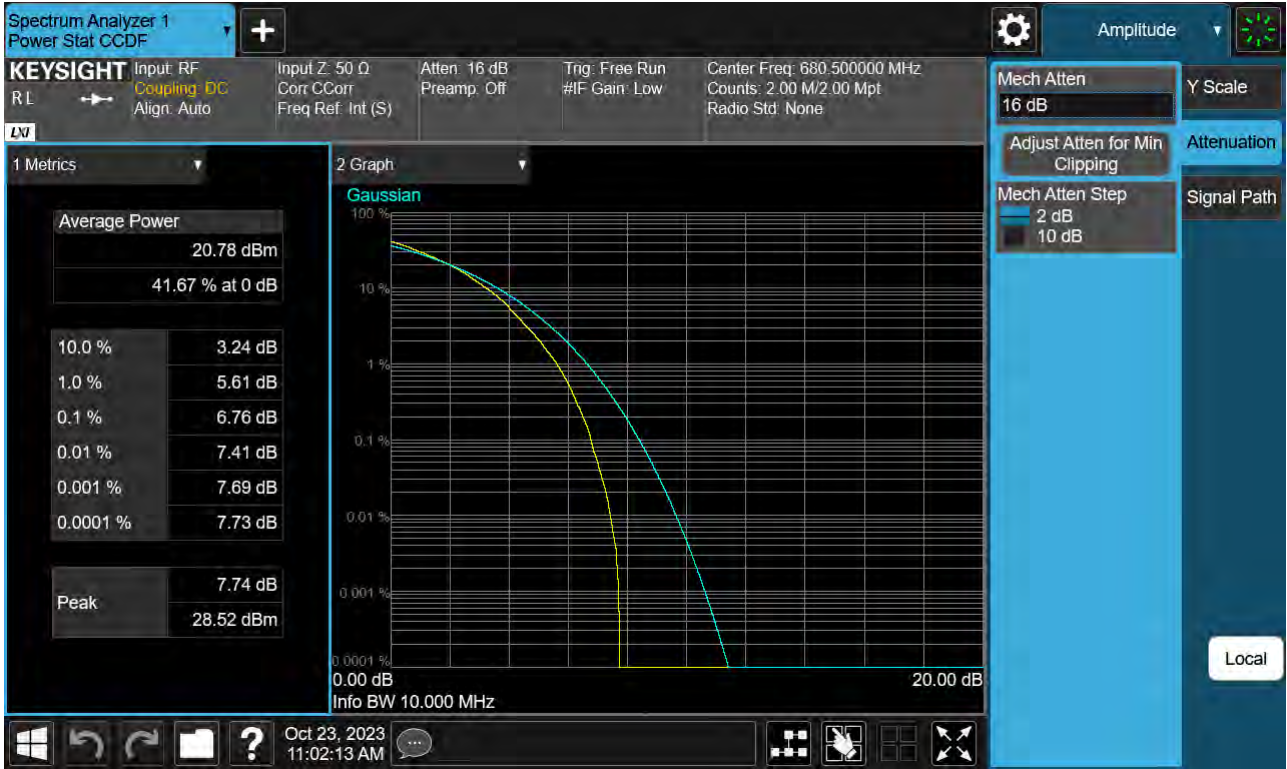 Spectrum Analyzer 1
Power Stat CCDF
Amplitude
KEYSIGHT
RL
LXI
Input: RF
Coupling: DC
Align: Auto
Input Z: 50 Ω
Corr CCorr
Freq Ref: Int (S)
Atten: 16 dB
Preamp: Off
Trig: Free Run
#IF Gain: Low
Center Freq: 680.500000 MHz
Counts: 2.00 M/2.00 Mpt
Radio Std: None
1 Metrics
Average Power
20.78 dBm
41.67 % at 0 dB
10.0 % 3.24 dB
1.0 % 5.61 dB
0.1 % 6.76 dB
0.01 % 7.41 dB
0.001 % 7.69 dB
0.0001 % 7.73 dB
Peak
7.74 dB
28.52 dBm
2 Graph
Gaussian
100 %
10 %
1 %
0.1 %
0.01 %
0.001 %
0.0001 %
0.00 dB 20.00 dB
Info BW 10.000 MHz
Mech Atten
16 dB
Adjust Atten for Min
Clipping
Mech Atten Step
2 dB
10 dB
Y Scale
Attenuation
Signal Path
Local
Oct 23, 2023
11:02:13 AM